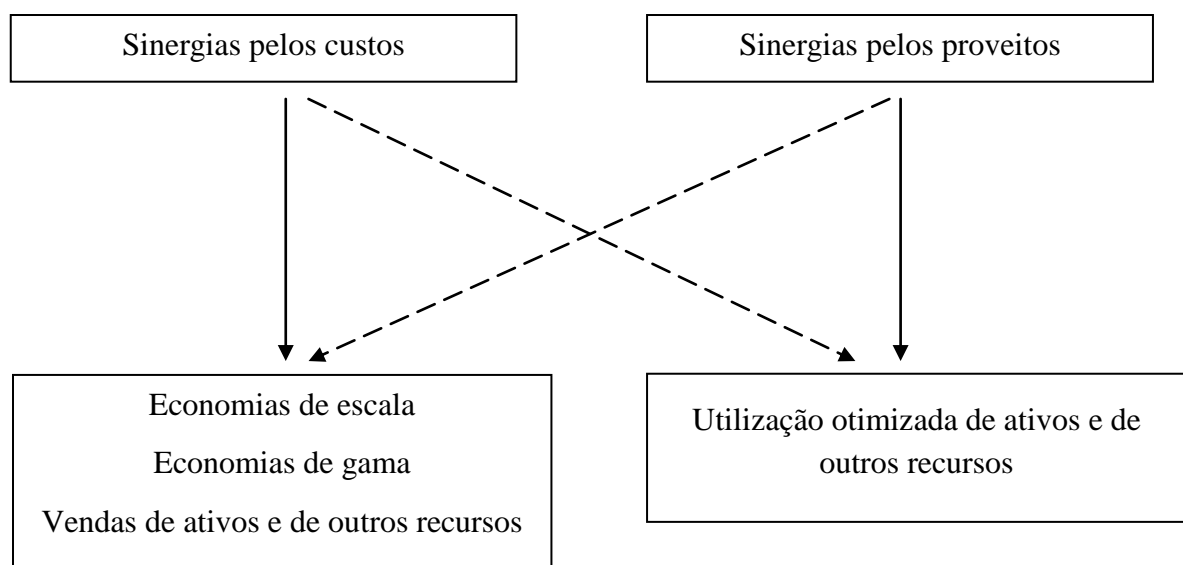 Sinergias pelos custos
Sinergias pelos proveitos
Economias de escala
Economias de gama
Vendas de ativos e de outros recursos
Utilização otimizada de ativos e de
outros recursos